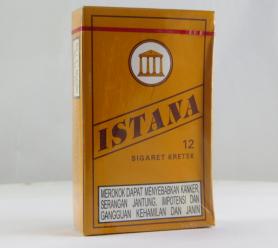 ISTANA
12
SIGARET KRETEK
MEROKOK DAPAT MENYEBABKAN KANKER,
SERANGAN JANTUNG, IMPOTENSI DAN
GANGGUAN KEHAMILAN DAN JANIN